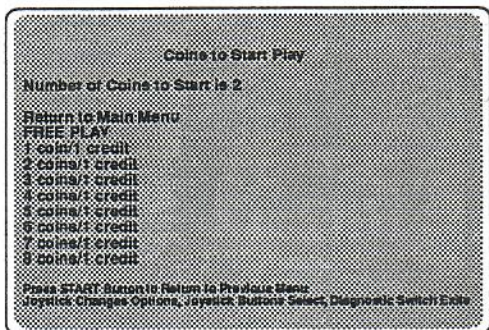 Coins to Start Play
Number of Coins to Start is 2
Return to Main Menu
FREE PLAY
1 coin/1 credit
2 coins/1 credit
3 coins/1 credit
4 coins/1 credit
5 coins/1 credit
6 coins/1 credit
7 coins/1 credit
8 coins/1 credit
Press START Button to Return to Previous Menu
Joystick Changes Options, Joystick Buttons Select, Diagnostic Switch Exits